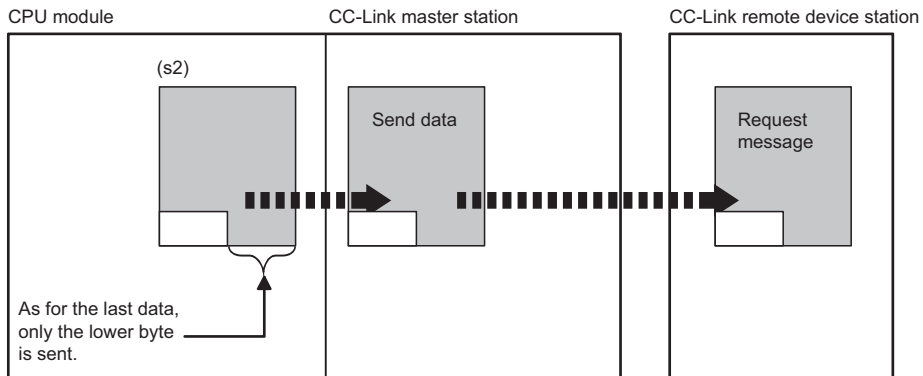 CPU module
CC-Link master station
CC-Link remote device station
(s2)
Send data
Request
message
As for the last data,
only the lower byte
is sent.